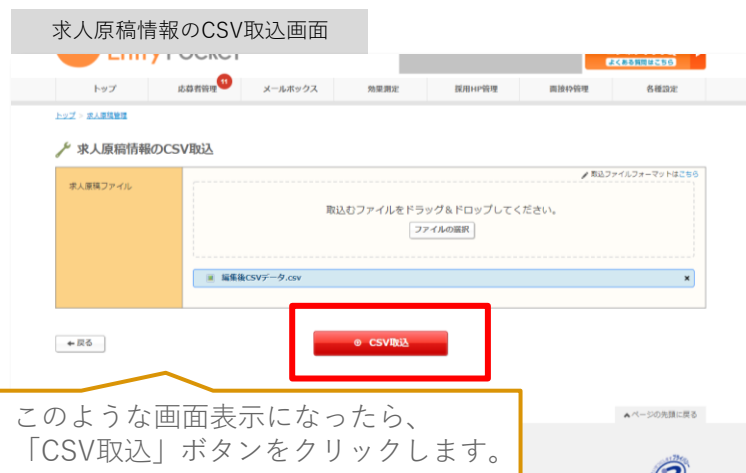 求人原稿情報のCSV取込画面
Entry Pocket
よくある質問はこちら
トップ
応募者管理
11
メールボックス
効果測定
採用HP管理
面接枠管理
各種設定
トップ > 求人原稿管理
求人原稿情報のCSV取込
取込ファイルフォーマットはこちら
求人原稿ファイル
取込むファイルをドラッグ&ドロップしてください。
ファイルの選択
編集後CSVデータ.csv
×
戻る
CSV取込
このような画面表示になったら、
「CSV取込」ボタンをクリックします。
▲ページの先頭に戻る